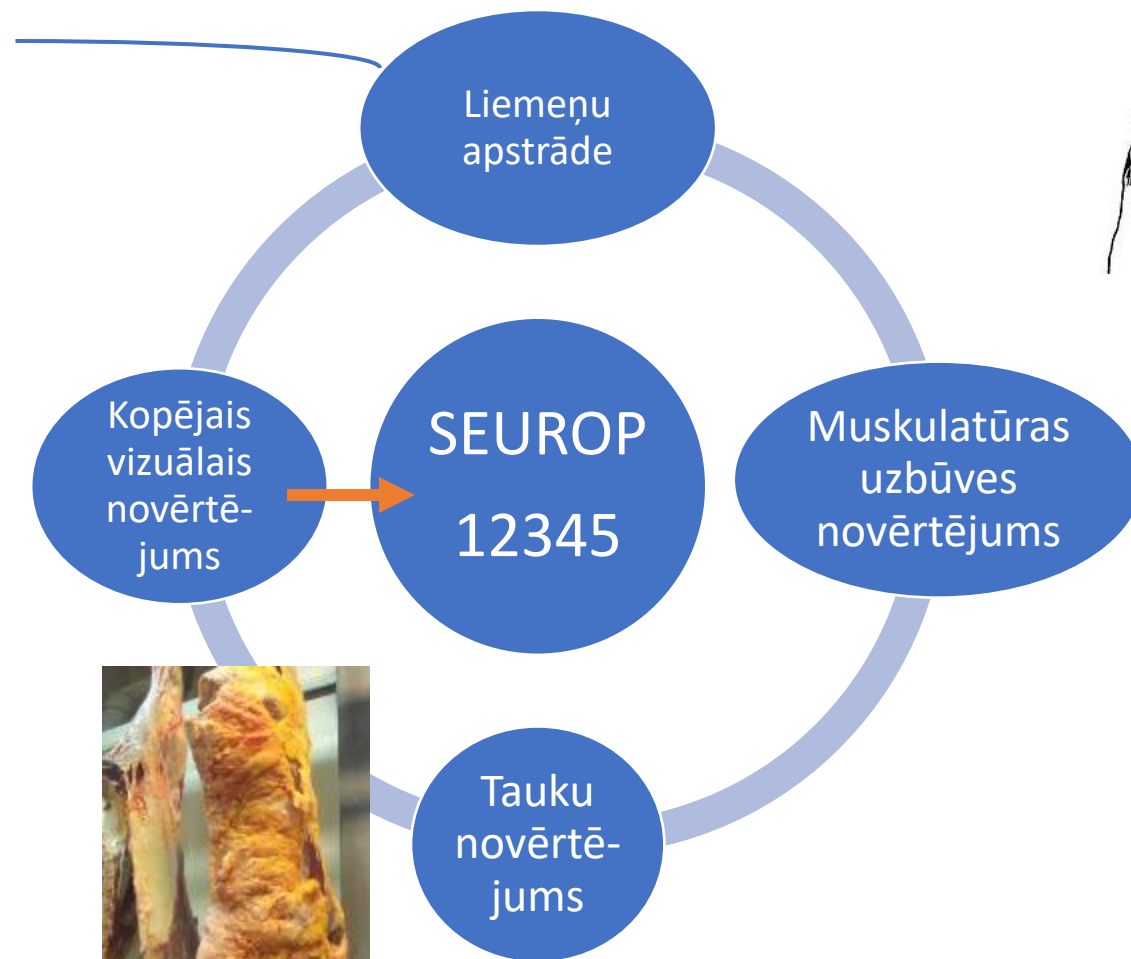 Liemeņu
apstrāde
Kopējais
vizuālais
novērtē-
jums
SEUROP
12345
Muskulatūras
uzbūves
novērtējums
Tauku
novērtē-
jums